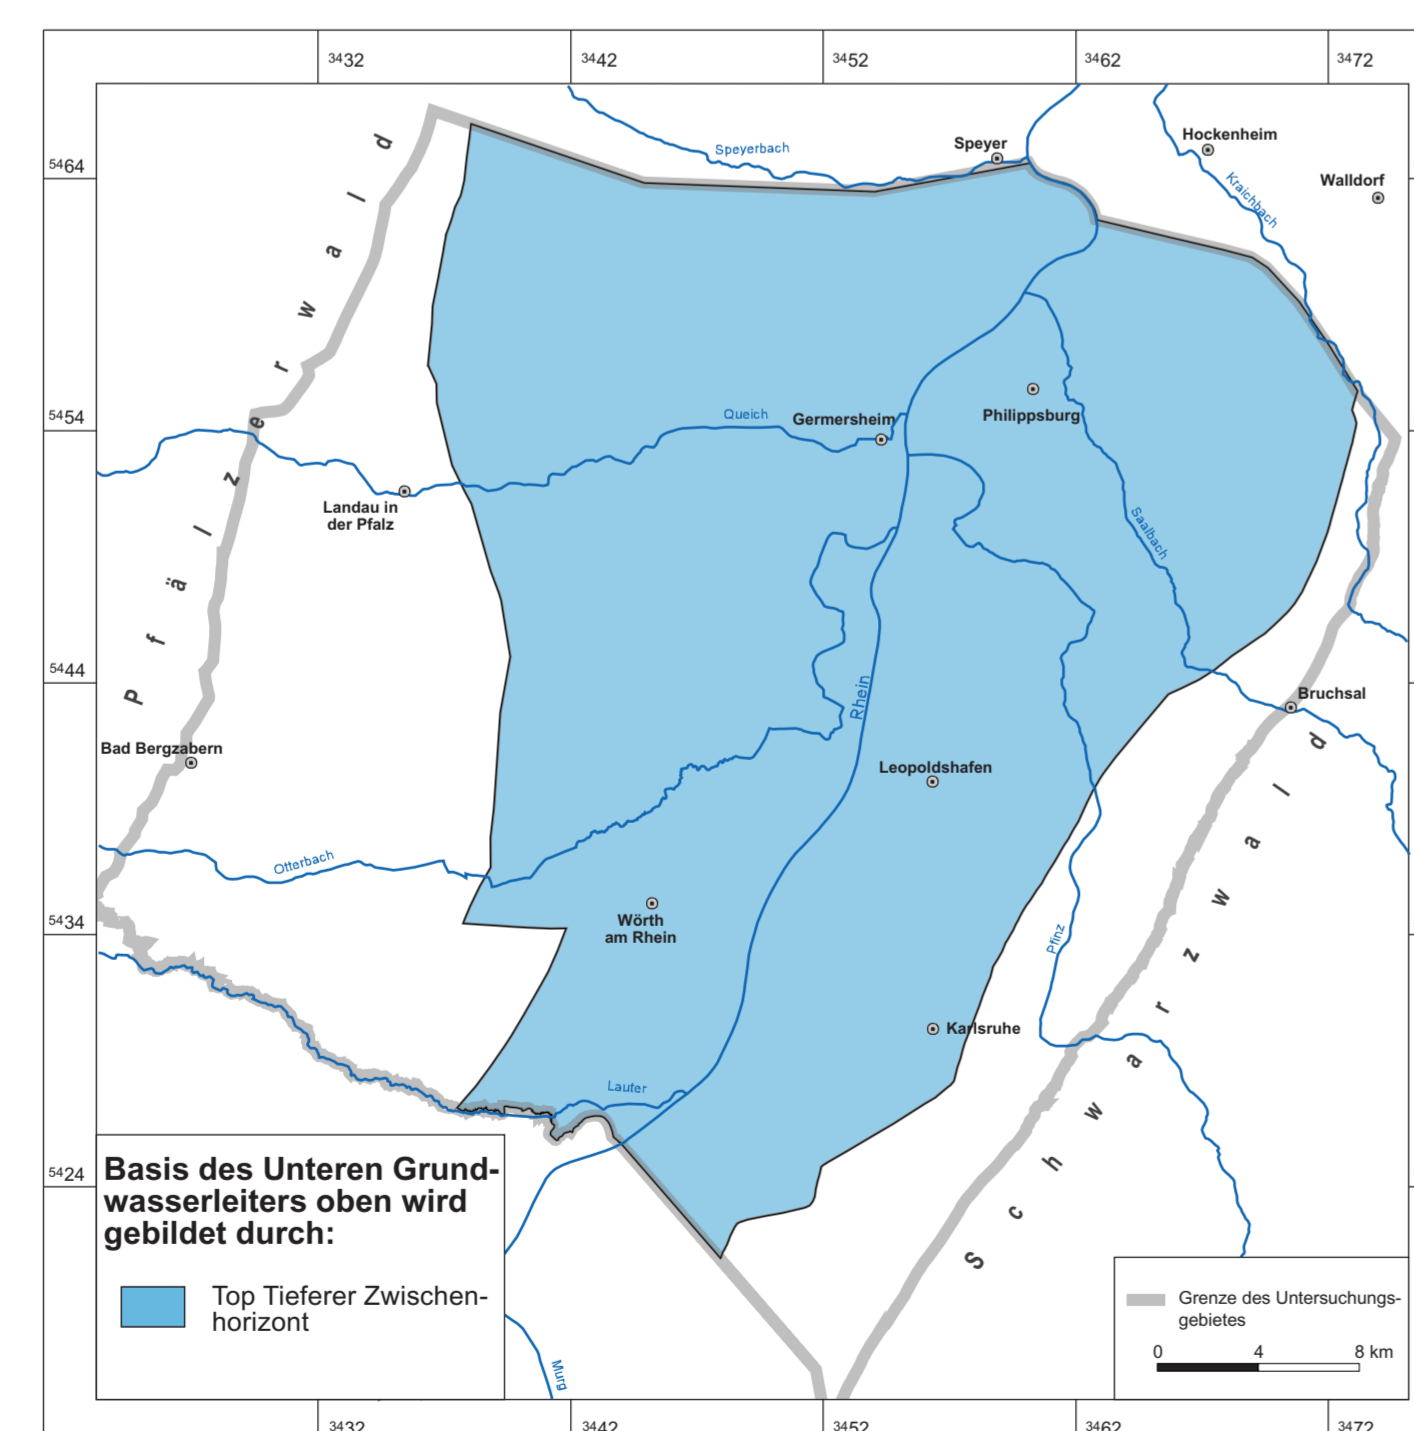 3432 3442 3452 3462 3472
5464
5454
5444
5434
5424
Speyerbach
Speyer
Hockenheim
Walldorf
Kraichbach
Pfälzerwald
Queich
Germersheim
Philippsburg
Landau in
der Pfalz
Saalbach
Rhein
Bruchsal
Bad Bergzabern
Leopoldshafen
Otterbach
Wörth
am Rhein
Pfinz
Karlsruhe
Lauter
Schwarzwald
Murg
Basis des Unteren Grund-
wasserleiters oben wird
gebildet durch:
Top Tieferer Zwischen-
horizont
Grenze des Untersuchungs-
gebietes
0 4 8 km
3432 3442 3452 3462 3472